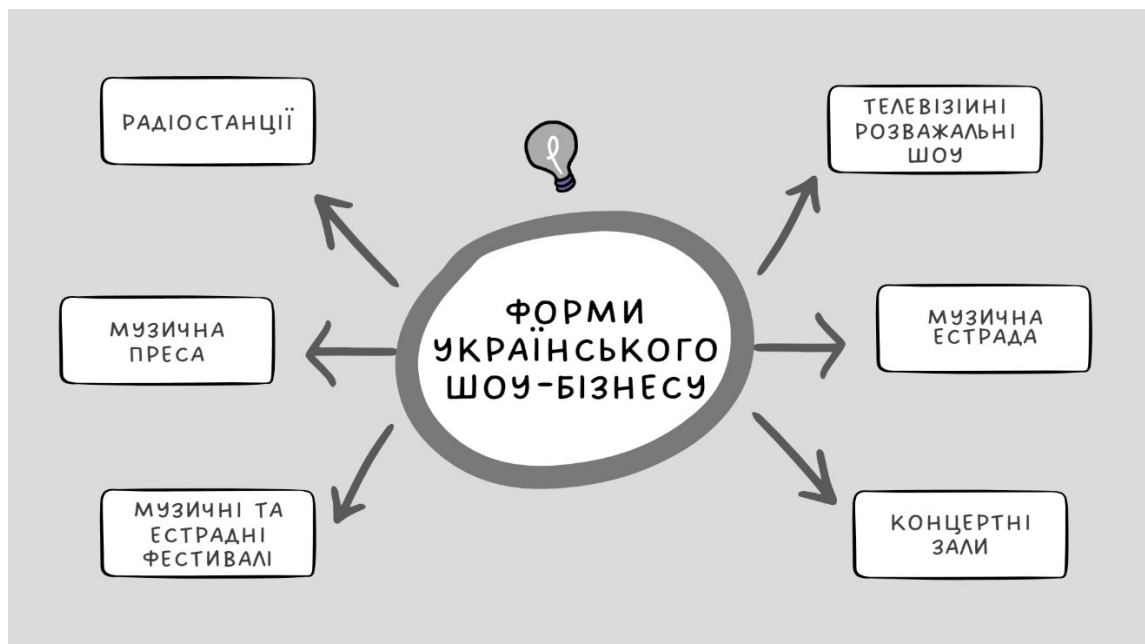 РАДІОСТАНЦІЇ
ТЕЛЕВІЗІЙНІ
РОЗВАЖАЛЬНІ
ШОУ
ФОРМИ
УКРАЇНСЬКОГО
ШОУ-БІЗНЕСУ
МУЗИЧНА
ПРЕСА
МУЗИЧНА
ЕСТРАДА
МУЗИЧНІ ТА
ЕСТРАДНІ
ФЕСТИВАЛІ
КОНЦЕРТНІ
ЗАЛИ